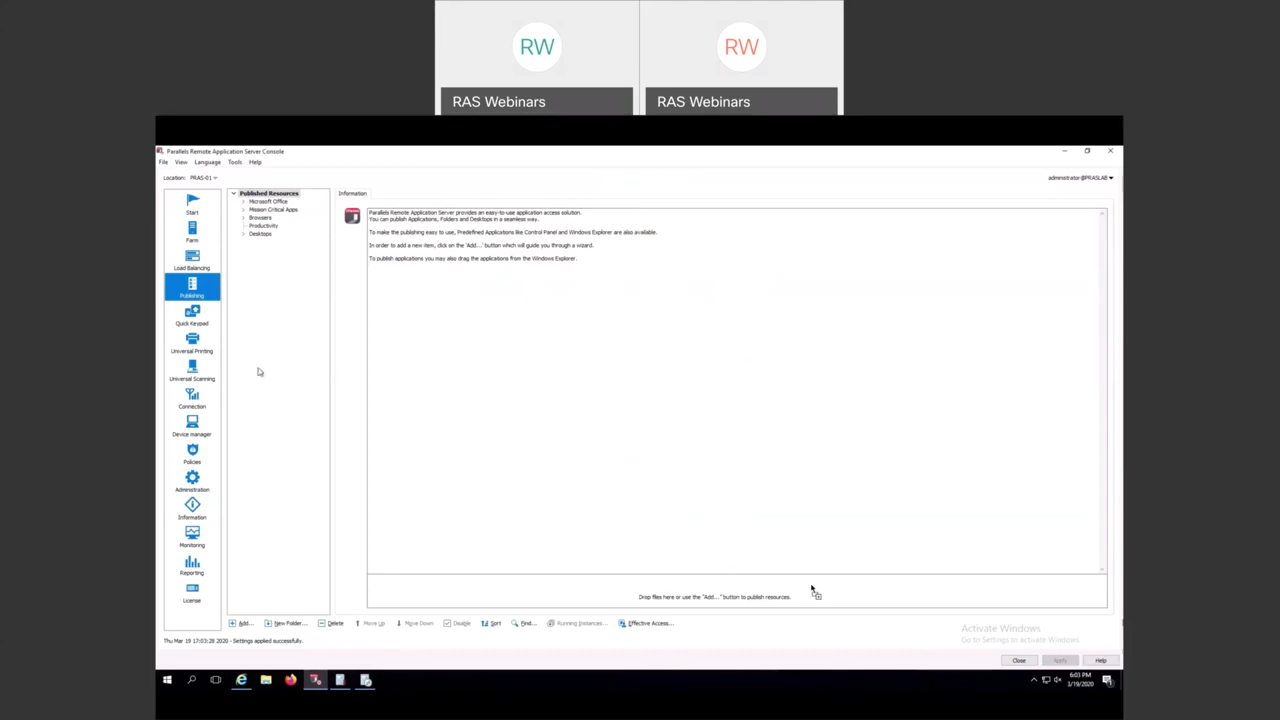 RW
RW
RAS Webinars
RAS Webinars
Parallels Remote Application Server Console
File View Language Tools Help
Location: PRAS-01
administrator@PRASLAB
Start
Farm
Load Balancing
Publishing
Quick Keypad
Universal Printing
Universal Scanning
Connection
Device manager
Policies
Administration
Information
Monitoring
Reporting
License
Published Resources
Microsoft Office
Mission Critical Apps
Browsers
Productivity
Desktops
Information
Parallels Remote Application Server provides an easy-to-use application access solution.
You can publish Applications, Folders and Desktops in a seamless way.
To make the publishing easy to use, Predefined Applications like Control Panel and Windows Explorer are also available.
In order to add a new item, click on the 'Add...' button which will guide you through a wizard.
To publish applications you may also drag the applications from the Windows Explorer.
Drop files here or use the "Add..." button to publish resources.
Add... New Folder... Delete Move Up Move Down Disable Sort Find... Running Instances... Effective Access...
Thu Mar 19 17:03:28 2020 - Settings applied successfully.
Activate Windows
Go to Settings to activate Windows.
Close Apply Help
6:03 PM
3/19/2020